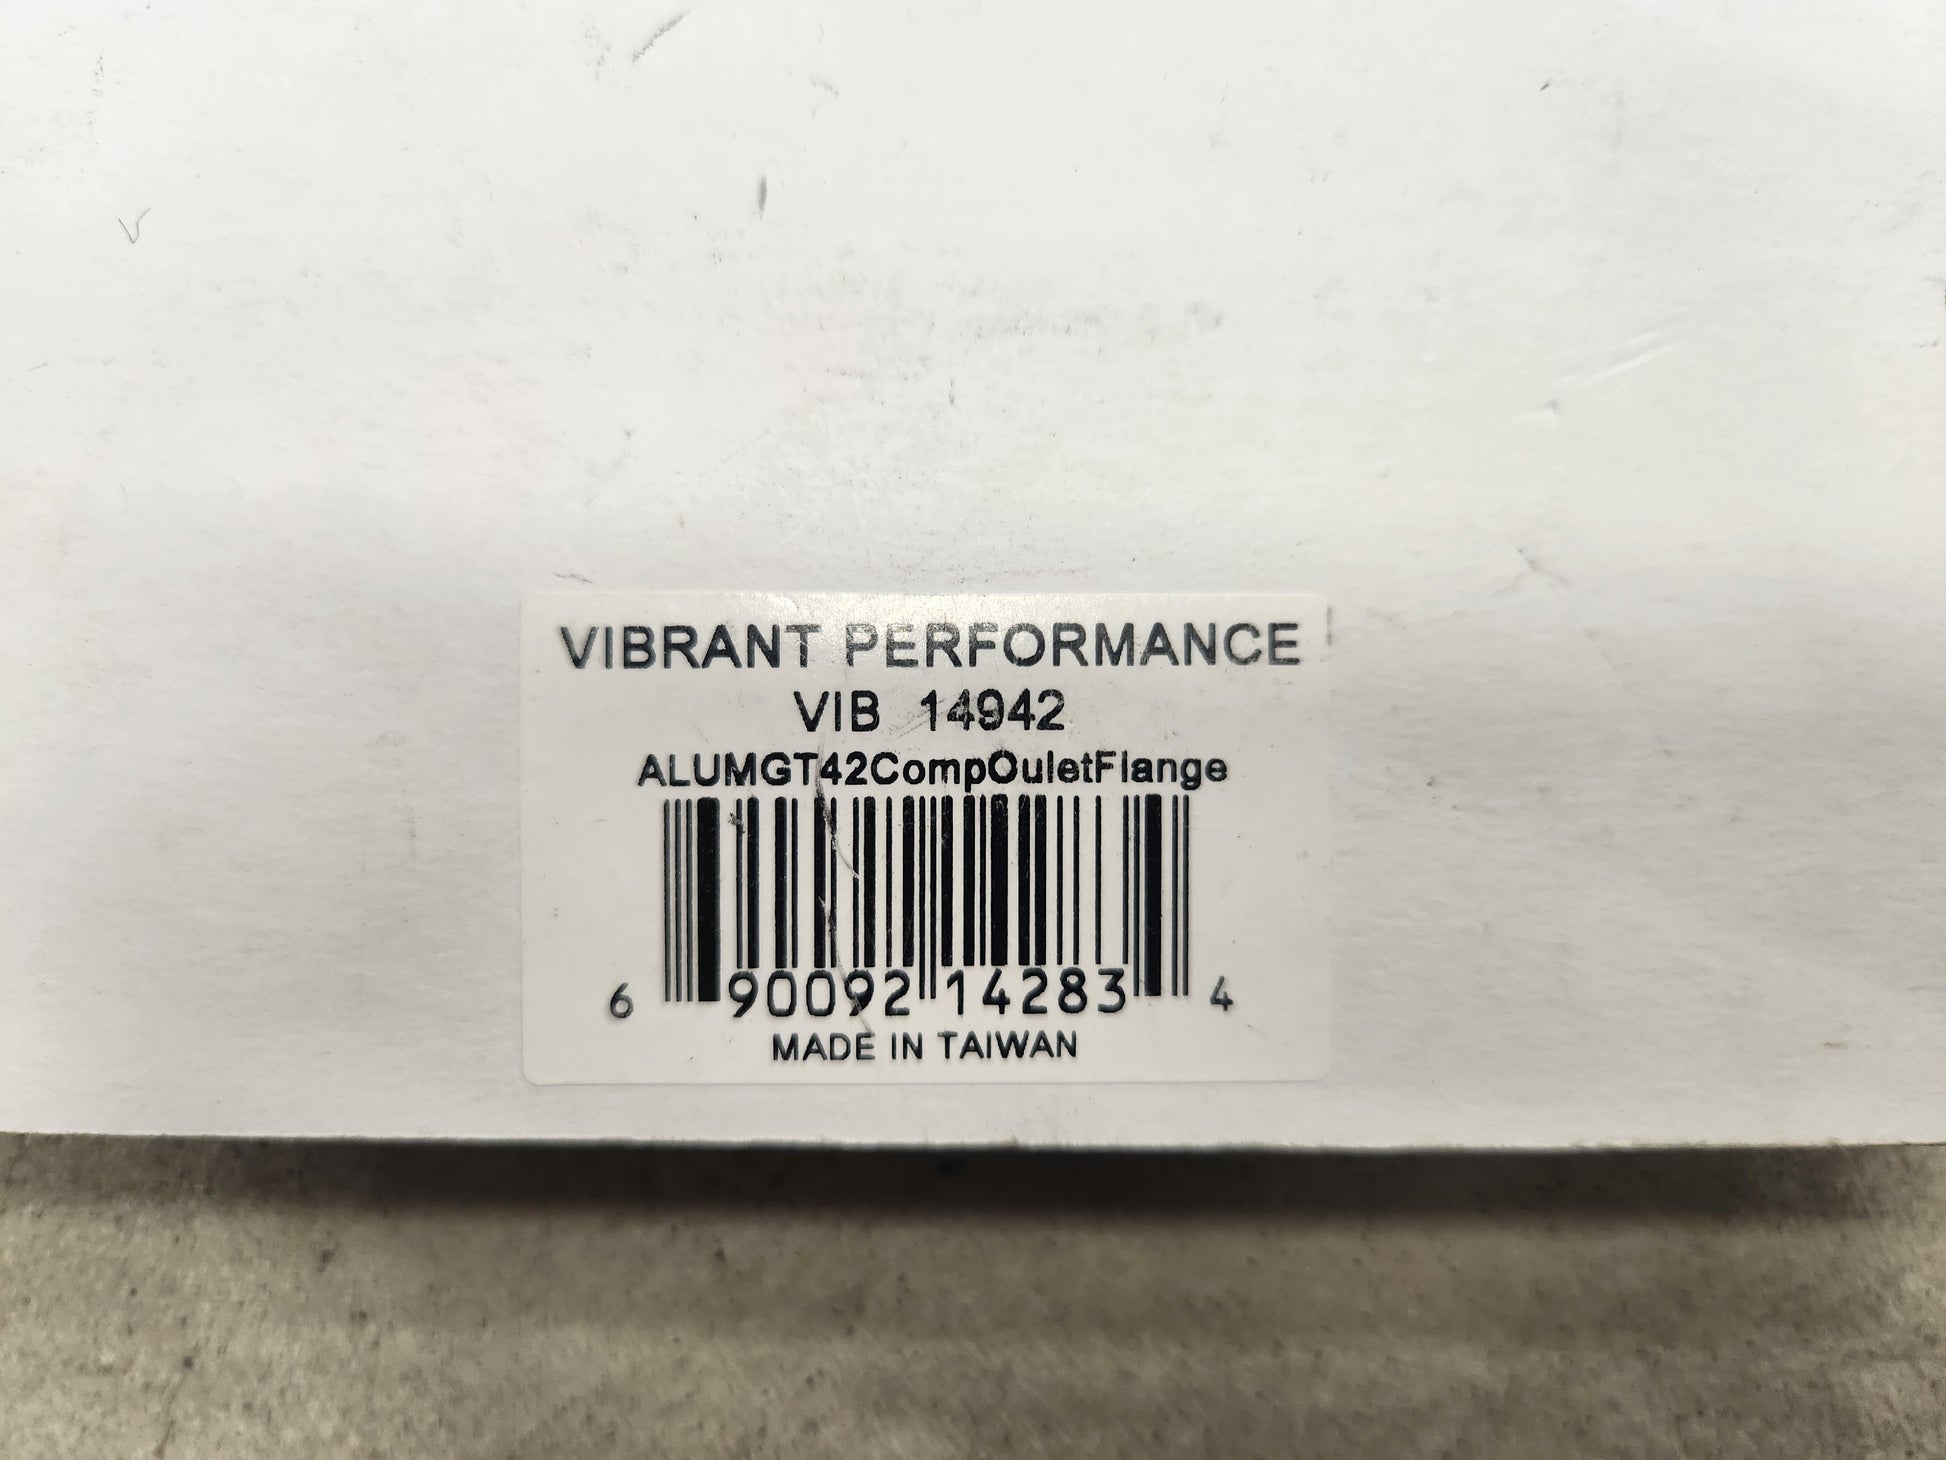 VIBRANT PERFORMANCE
VIB 14942
ALUMGT42CompOuletFlange
6 90092 14283 4
MADE IN TAIWAN